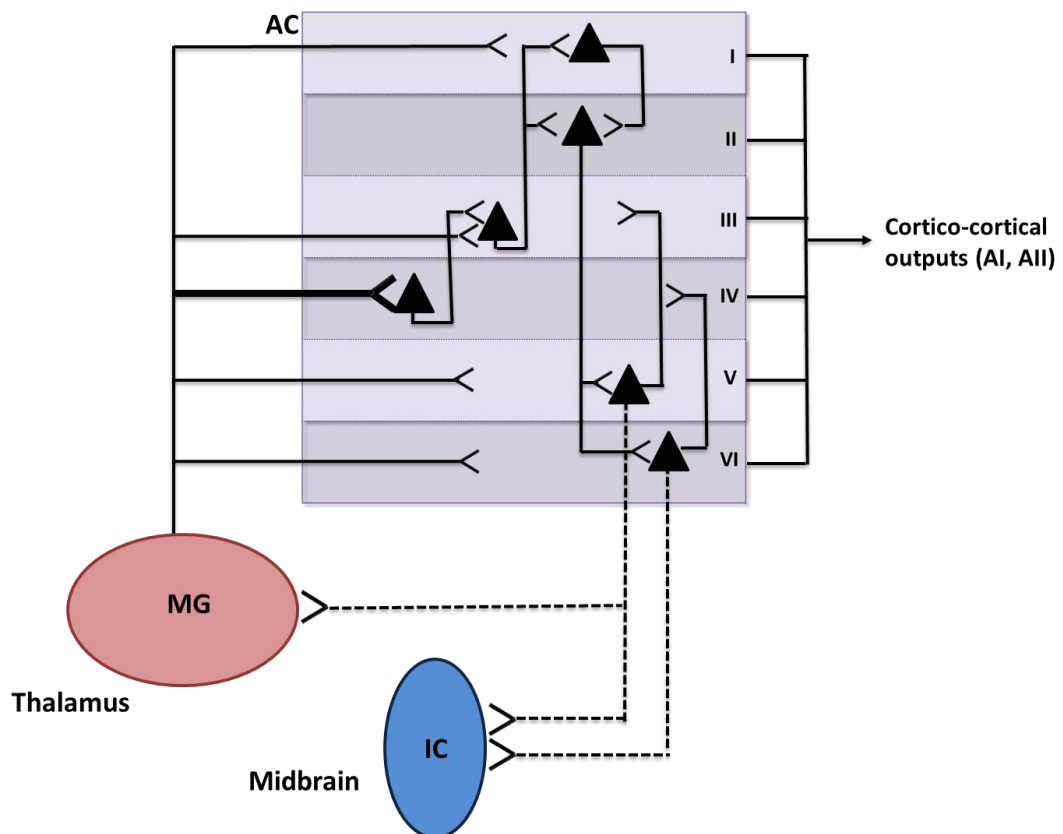 AC
I
II
III
IV
V
VI
Cortico-cortical
outputs (AI, AII)
MG
Thalamus
IC
Midbrain